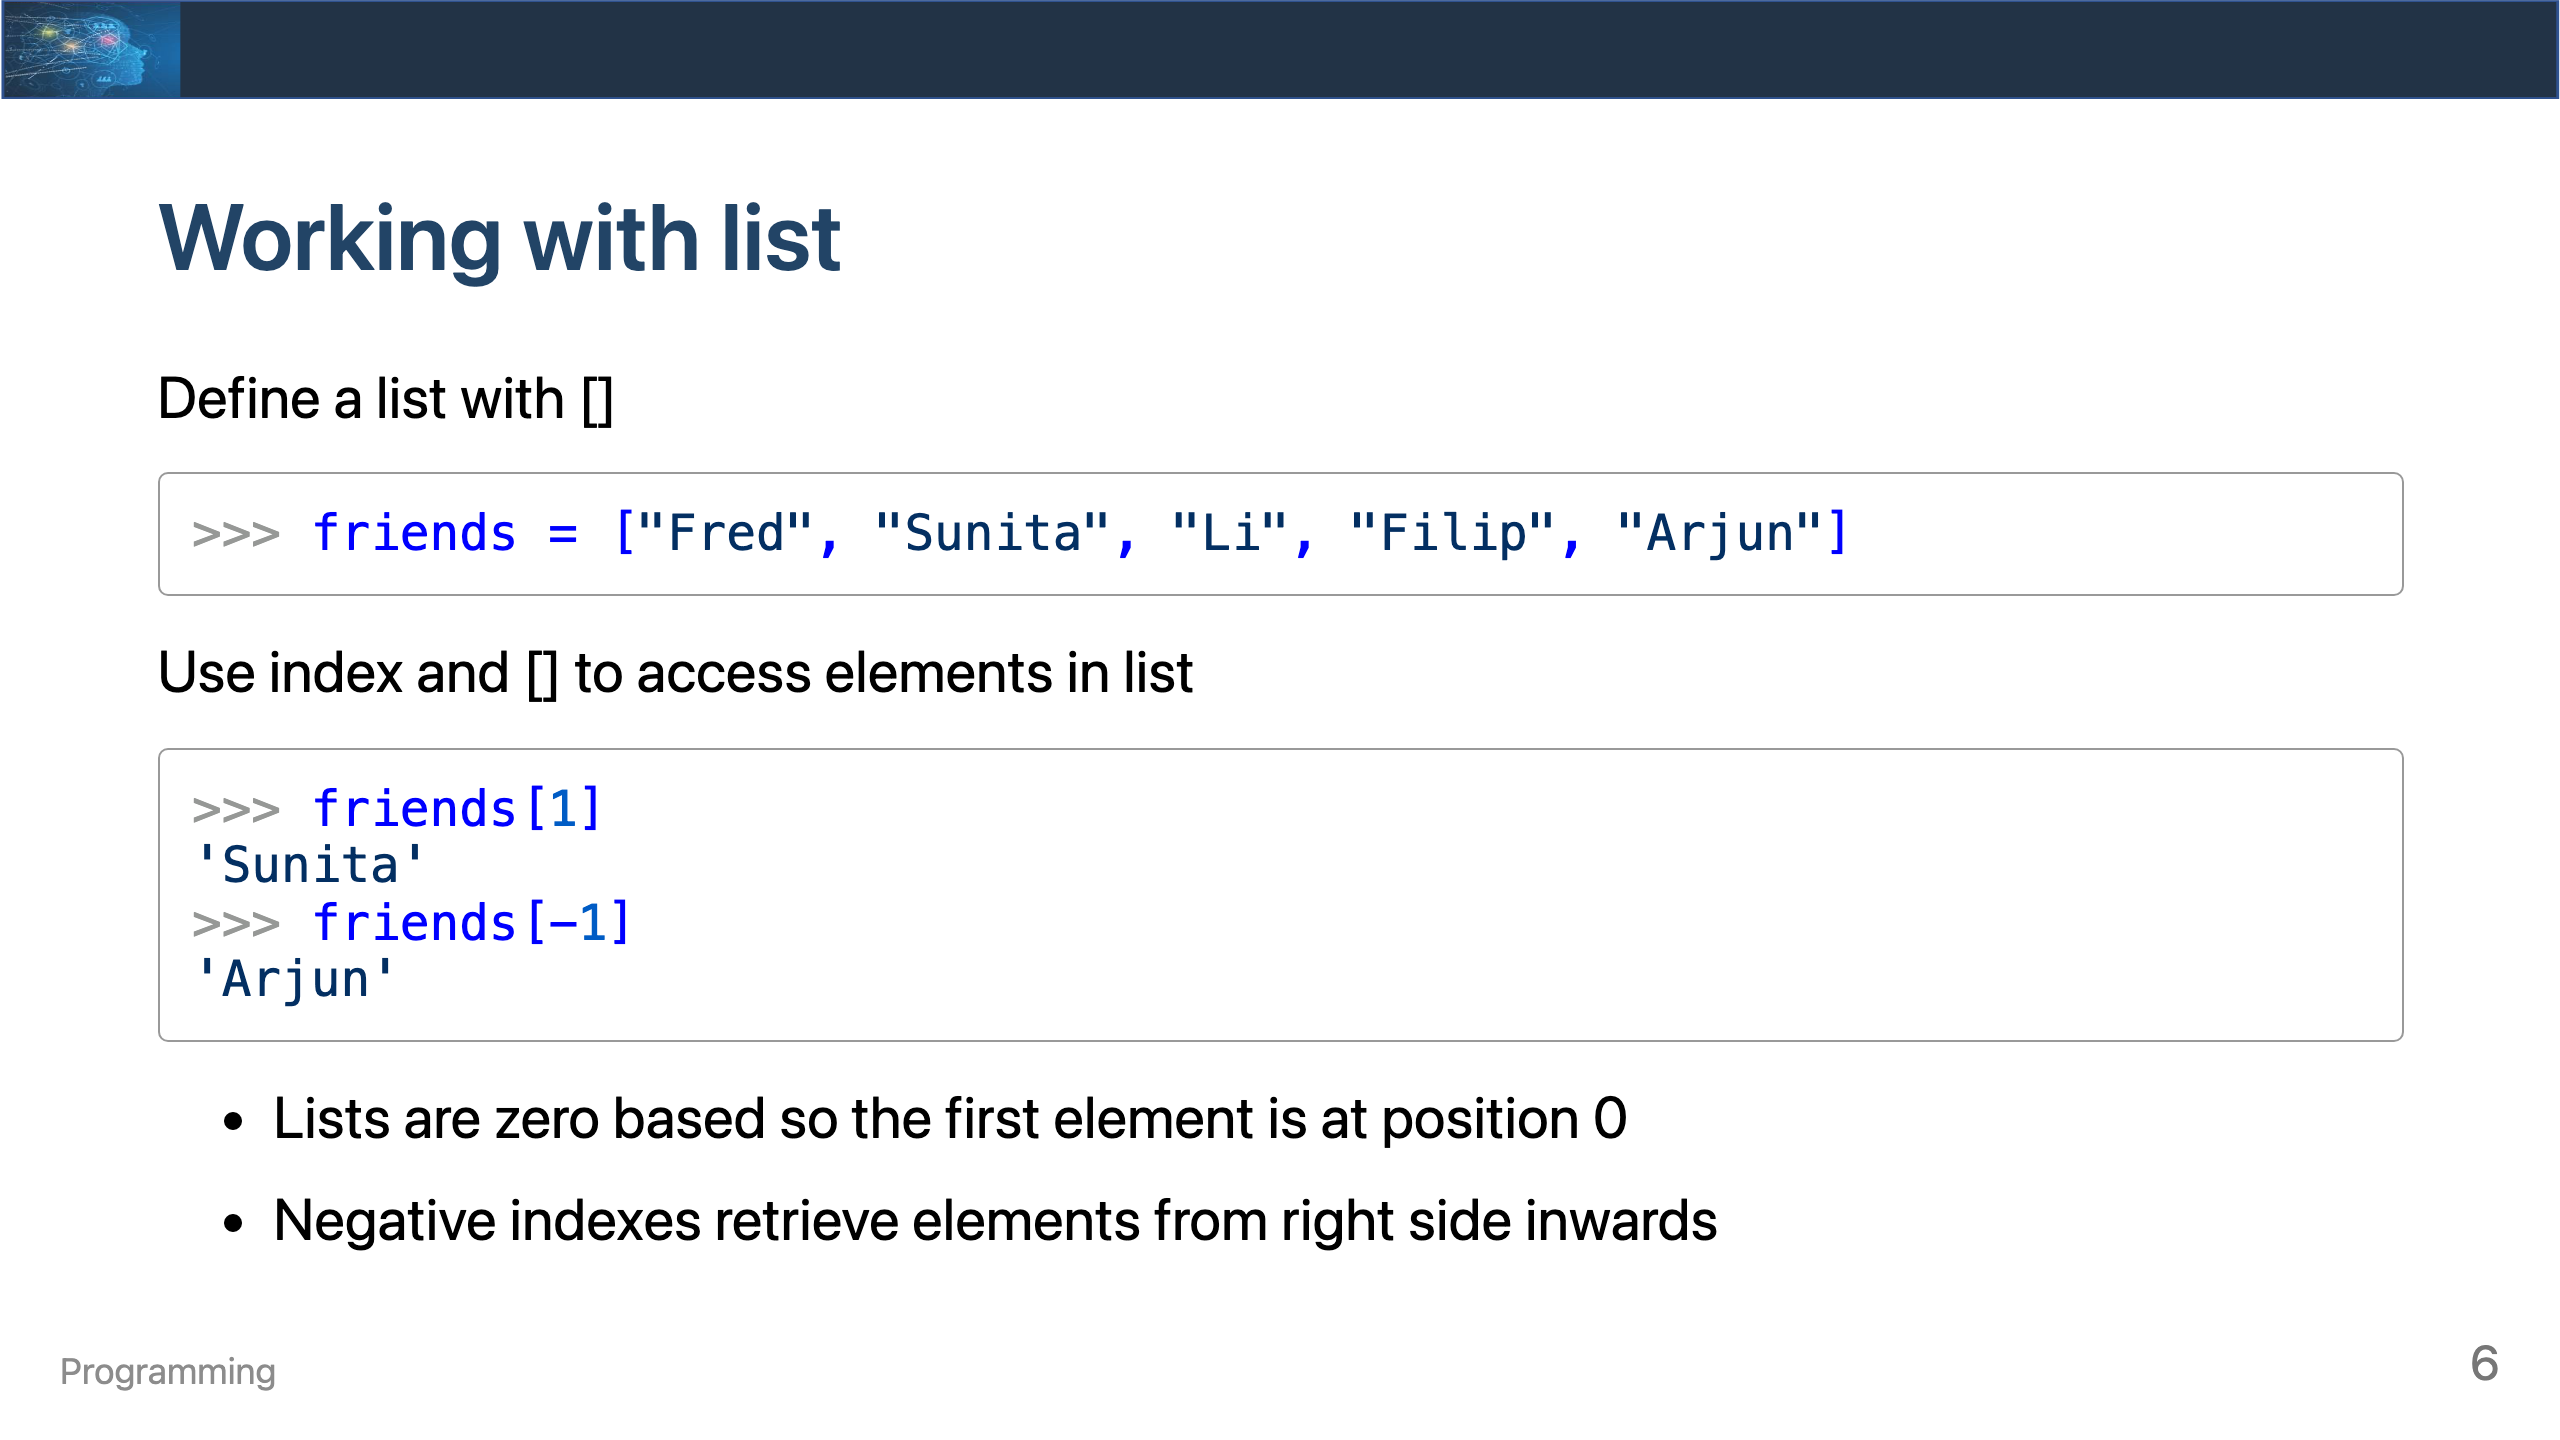 Working with list
Define a list with []
>>> friends = ["Fred", "Sunita", "Li", "Filip", "Arjun"]
Use index and [] to access elements in list
>>> friends[1]
'Sunita'
>>> friends[-1]
'Arjun'
• Lists are zero based so the first element is at position 0
• Negative indexes retrieve elements from right side inwards
Programming
6